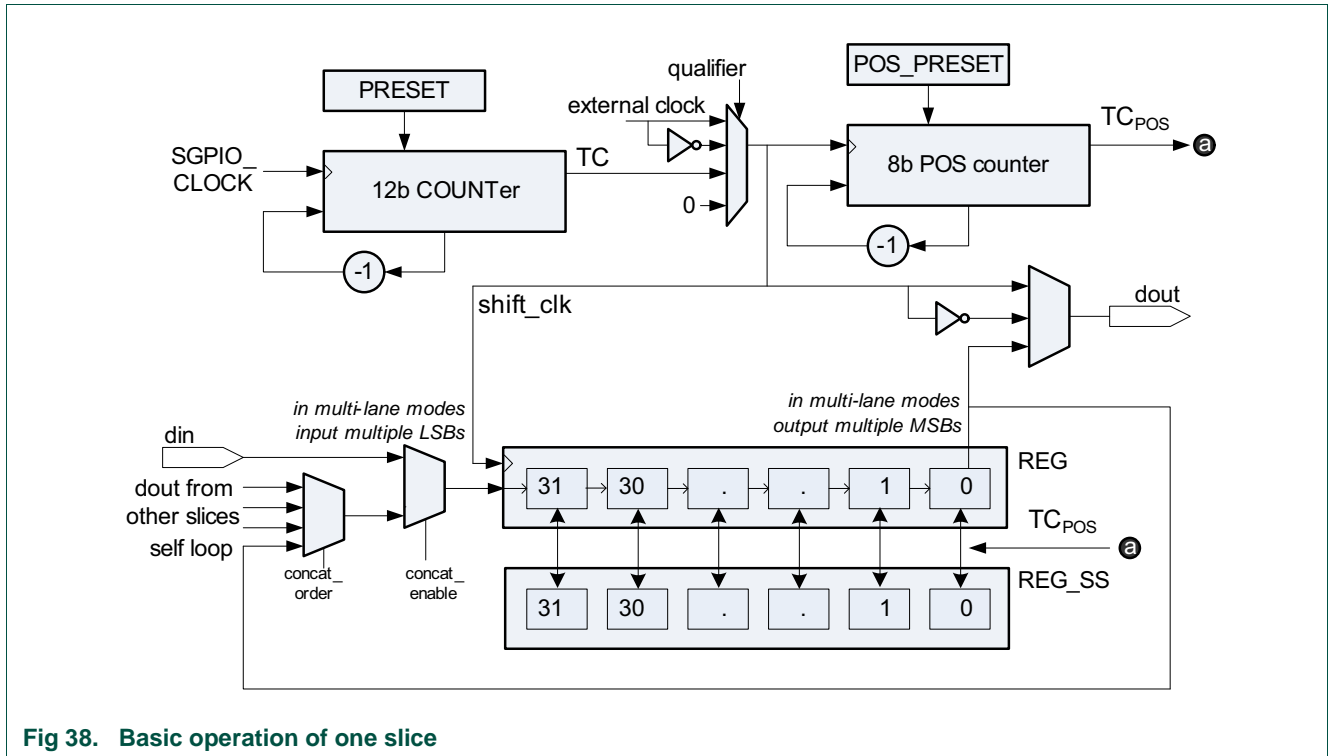 qualifier
POS_PRESET
PRESET
external clock
TC_POS
SGPIO_
CLOCK
TC
a
12b COUNTer
8b POS counter
0
-1
-1
shift_clk
dout
in multi-lane modes
input multiple LSBs
in multi-lane modes
output multiple MSBs
din
REG
dout from
other slices
self loop
31 30 . . 1 0
TC_POS
a
concat_
order
concat_
enable
REG_SS
31 30 . . 1 0
Fig 38. Basic operation of one slice